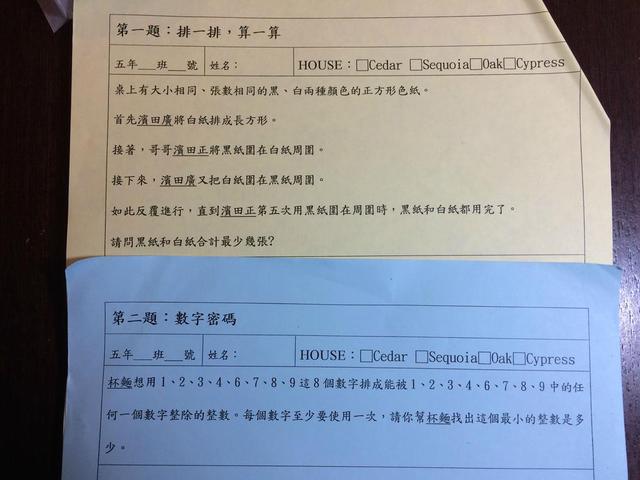 第一題：排一排，算一算
五年___班___號 姓名： HOUSE：□Cedar □Sequoia□Oak□Cypress
桌上有大小相同、張數相同的黑、白兩種顏色的正方形色紙。
首先濱田廣將白紙排成長方形。
接著，哥哥濱田正將黑紙圍在白紙周圍。
接下來，濱田廣又把白紙圍在黑紙周圍。
如此反覆進行，直到濱田正第五次用黑紙圍在周圍時，黑紙和白紙都用完了。
請問黑紙和白紙合計最少幾張?
第二題：數字密碼
五年___班___號 姓名： HOUSE：□Cedar □Sequoia□Oak□Cypress
杯麵想用 1、2、3、4、6、7、8、9 這 8 個數字排成能被 1、2、3、4、6、7、8、9 中的任
何一個數字整除的整數。每個數字至少要使用一次，請你幫杯麵找出這個最小的整數是多
少。